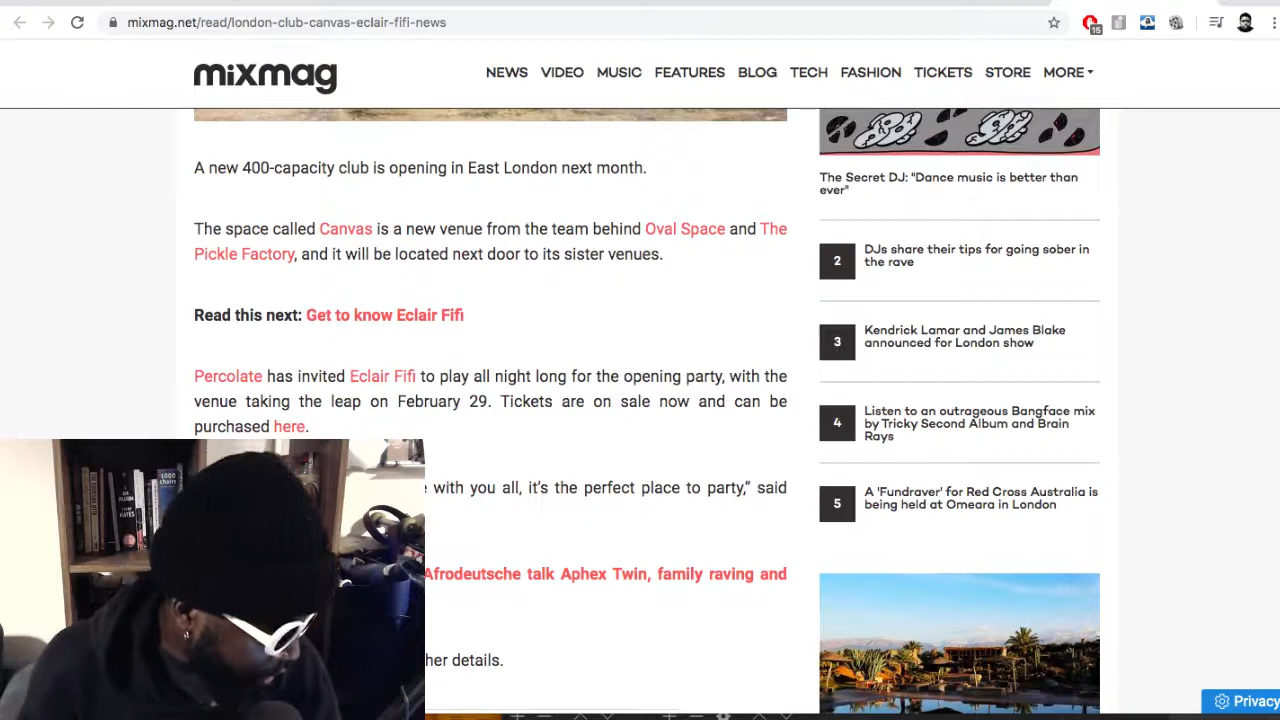 mixmag.net/read/london-club-canvas-eclair-fifi-news
15
mixmag
NEWS VIDEO MUSIC FEATURES BLOG TECH FASHION TICKETS STORE MORE
A new 400-capacity club is opening in East London next month.
The space called Canvas is a new venue from the team behind Oval Space and The
Pickle Factory, and it will be located next door to its sister venues.
Read this next: Get to know Eclair Fifi
Percolate has invited Eclair Fifi to play all night long for the opening party, with the
venue taking the leap on February 29. Tickets are on sale now and can be
purchased here.
with you all, it's the perfect place to party,” said
Afrodeutsche talk Aphex Twin, family raving and
her details.
The Secret DJ: "Dance music is better than
ever"
2
DJs share their tips for going sober in
the rave
3
Kendrick Lamar and James Blake
announced for London show
4
Listen to an outrageous Bangface mix
by Tricky Second Album and Brain
Rays
5
A 'Fundraver' for Red Cross Australia is
being held at Omeara in London
Privacy
1000